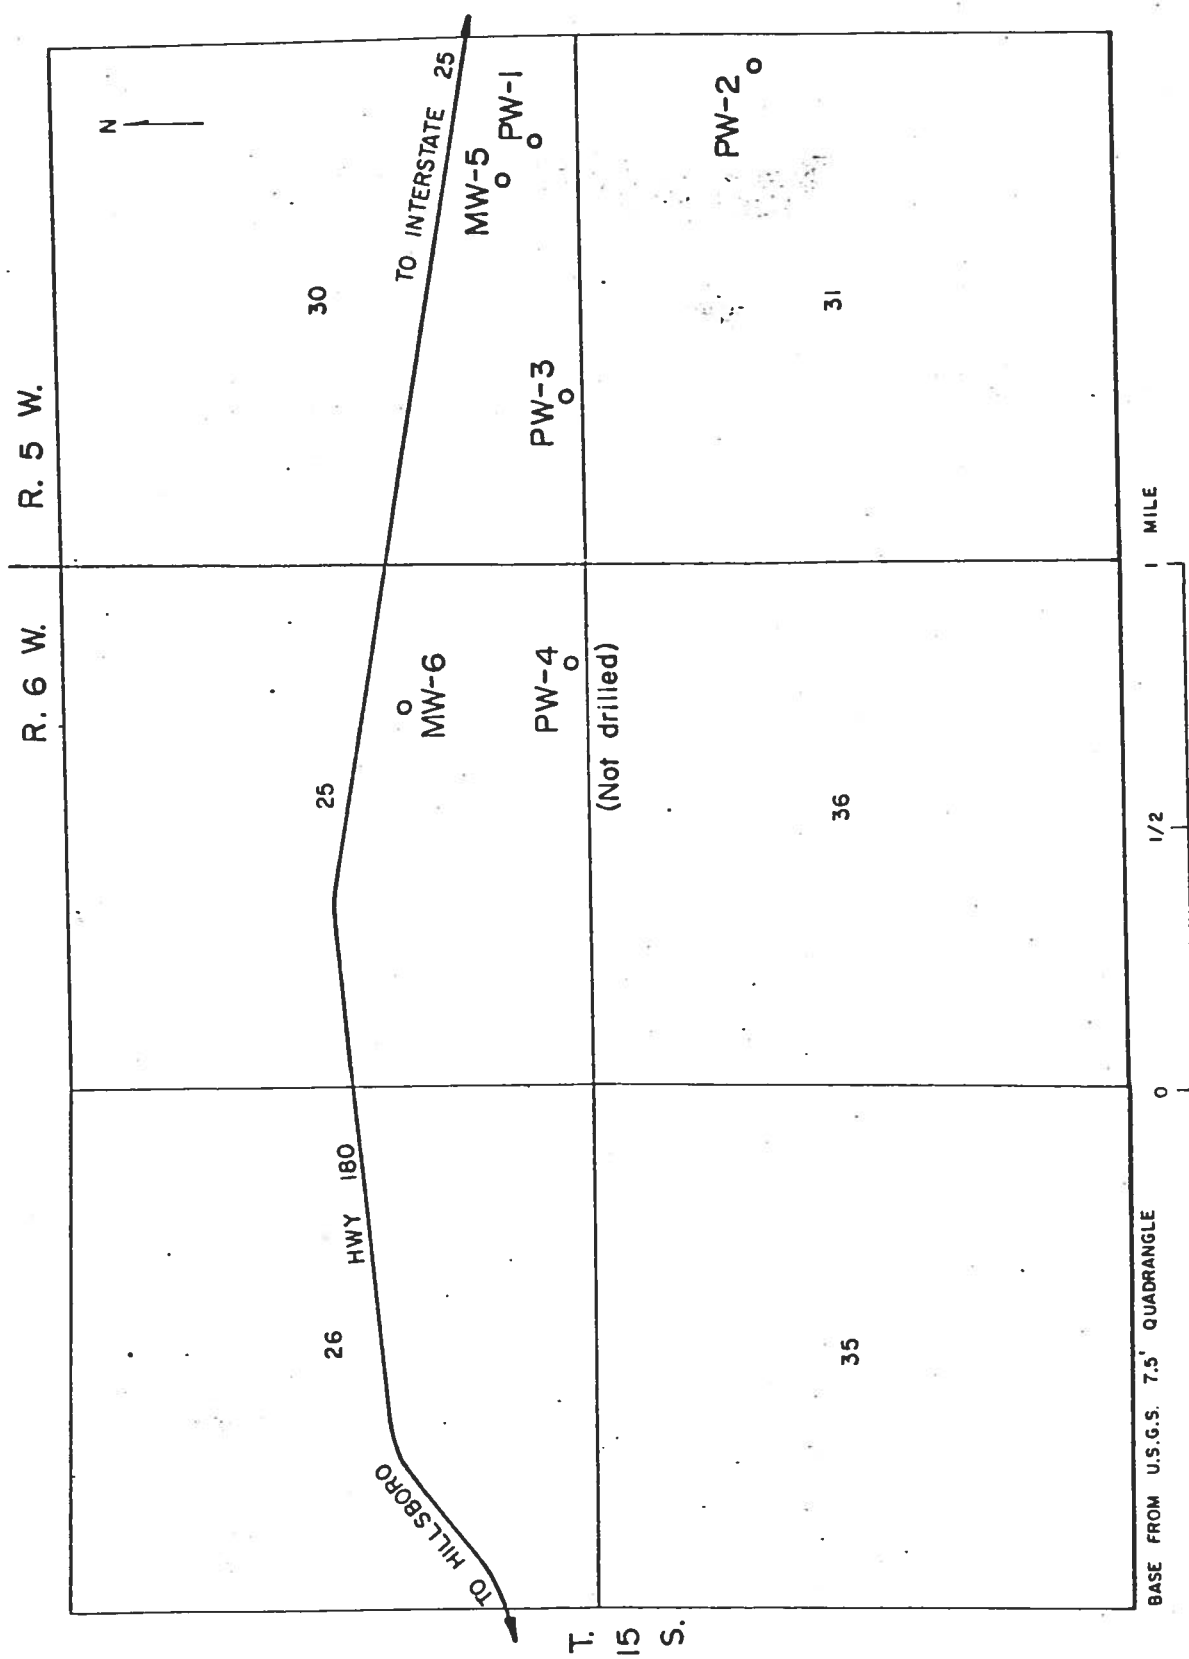 R. 6 W.
R. 5 W.
N
26
25
30
TO HILLSBORO
HWY 180
TO INTERSTATE 25
MW-6
MW-5
PW-1
PW-4
(Not drilled)
PW-3
PW-2
T.
15
S.
35
36
31
BASE FROM U.S.G.S. 7.5' QUADRANGLE
0
1/2
1 MILE